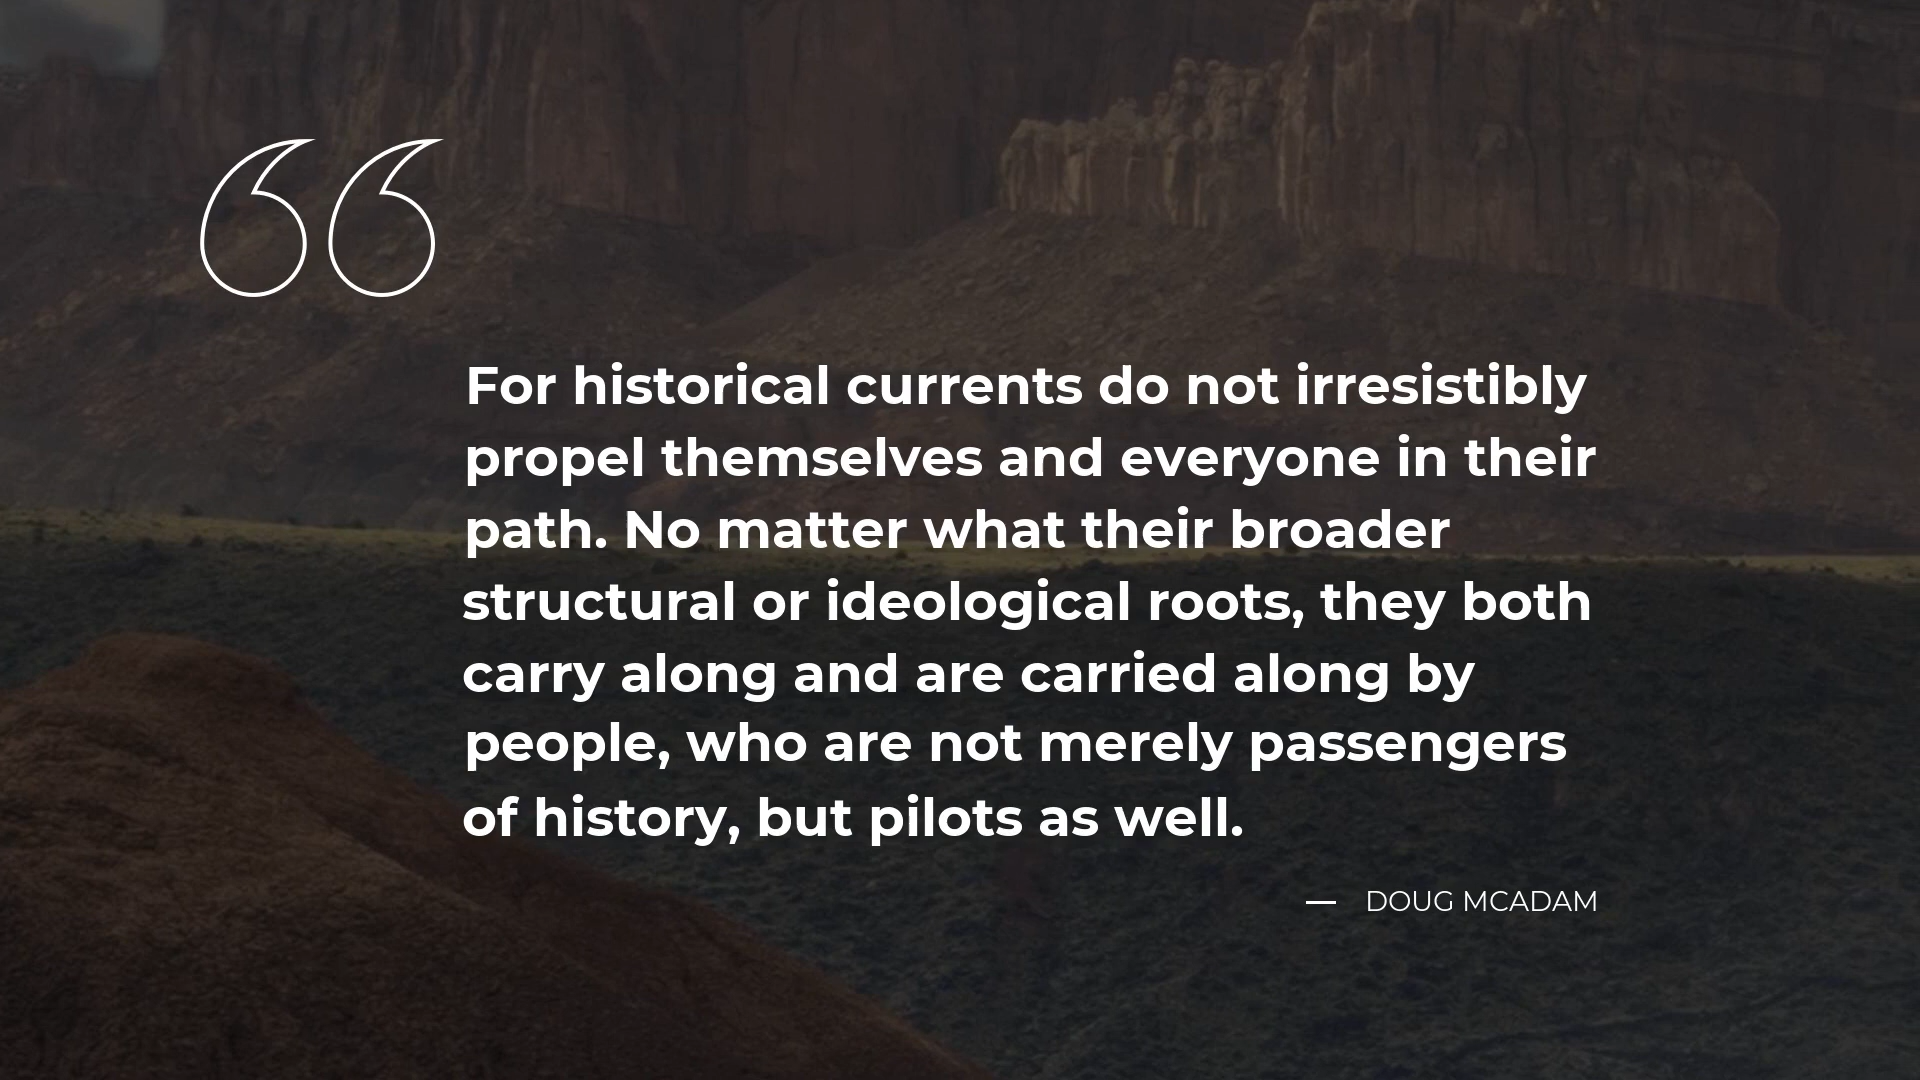 “
For historical currents do not irresistibly
propel themselves and everyone in their
path. No matter what their broader
structural or ideological roots, they both
carry along and are carried along by
people, who are not merely passengers
of history, but pilots as well.
— DOUG MCADAM